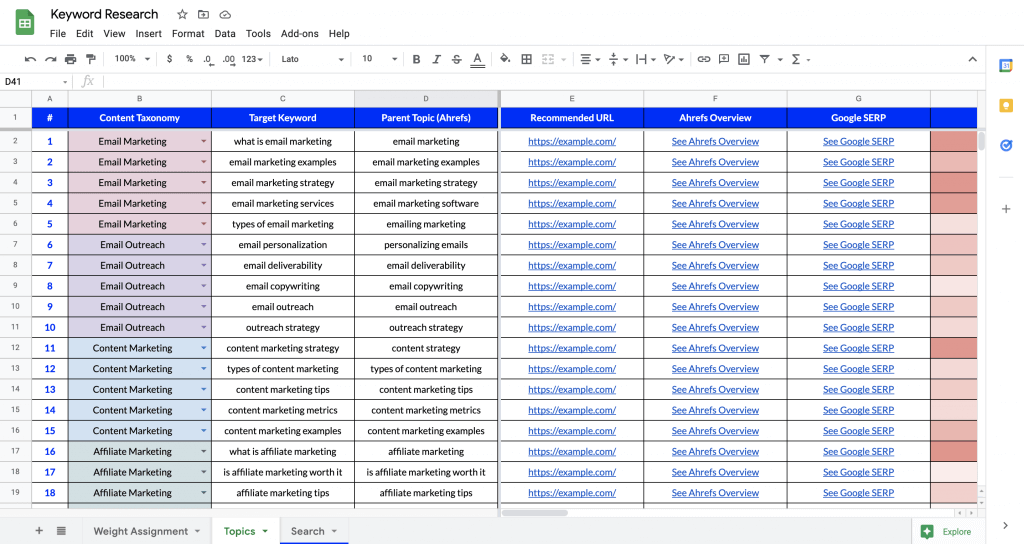 Keyword Research
File Edit View Insert Format Data Tools Add-ons Help
100% $ % .0 .00 123 Lato 10 B I S A
D41 fx
A B C D E F G
1 # Content Taxonomy Target Keyword Parent Topic (Ahrefs) Recommended URL Ahrefs Overview Google SERP
2 1 Email Marketing what is email marketing email marketing https://example.com/ See Ahrefs Overview See Google SERP
3 2 Email Marketing email marketing examples email marketing examples https://example.com/ See Ahrefs Overview See Google SERP
4 3 Email Marketing email marketing strategy email marketing strategy https://example.com/ See Ahrefs Overview See Google SERP
5 4 Email Marketing email marketing services email marketing software https://example.com/ See Ahrefs Overview See Google SERP
6 5 Email Marketing types of email marketing emailing marketing https://example.com/ See Ahrefs Overview See Google SERP
7 6 Email Outreach email personalization personalizing emails https://example.com/ See Ahrefs Overview See Google SERP
8 7 Email Outreach email deliverability email deliverability https://example.com/ See Ahrefs Overview See Google SERP
9 8 Email Outreach email copywriting email copywriting https://example.com/ See Ahrefs Overview See Google SERP
10 9 Email Outreach email outreach email outreach https://example.com/ See Ahrefs Overview See Google SERP
11 10 Email Outreach outreach strategy outreach strategy https://example.com/ See Ahrefs Overview See Google SERP
12 11 Content Marketing content marketing strategy content strategy https://example.com/ See Ahrefs Overview See Google SERP
13 12 Content Marketing types of content marketing types of content marketing https://example.com/ See Ahrefs Overview See Google SERP
14 13 Content Marketing content marketing tips content marketing tips https://example.com/ See Ahrefs Overview See Google SERP
15 14 Content Marketing content marketing metrics content marketing metrics https://example.com/ See Ahrefs Overview See Google SERP
16 15 Content Marketing content marketing examples content marketing examples https://example.com/ See Ahrefs Overview See Google SERP
17 16 Affiliate Marketing what is affiliate marketing affiliate marketing https://example.com/ See Ahrefs Overview See Google SERP
18 17 Affiliate Marketing is affiliate marketing worth it is affiliate marketing worth it https://example.com/ See Ahrefs Overview See Google SERP
19 18 Affiliate Marketing affiliate marketing tips affiliate marketing tips https://example.com/ See Ahrefs Overview See Google SERP
Weight Assignment Topics Search Explore
31